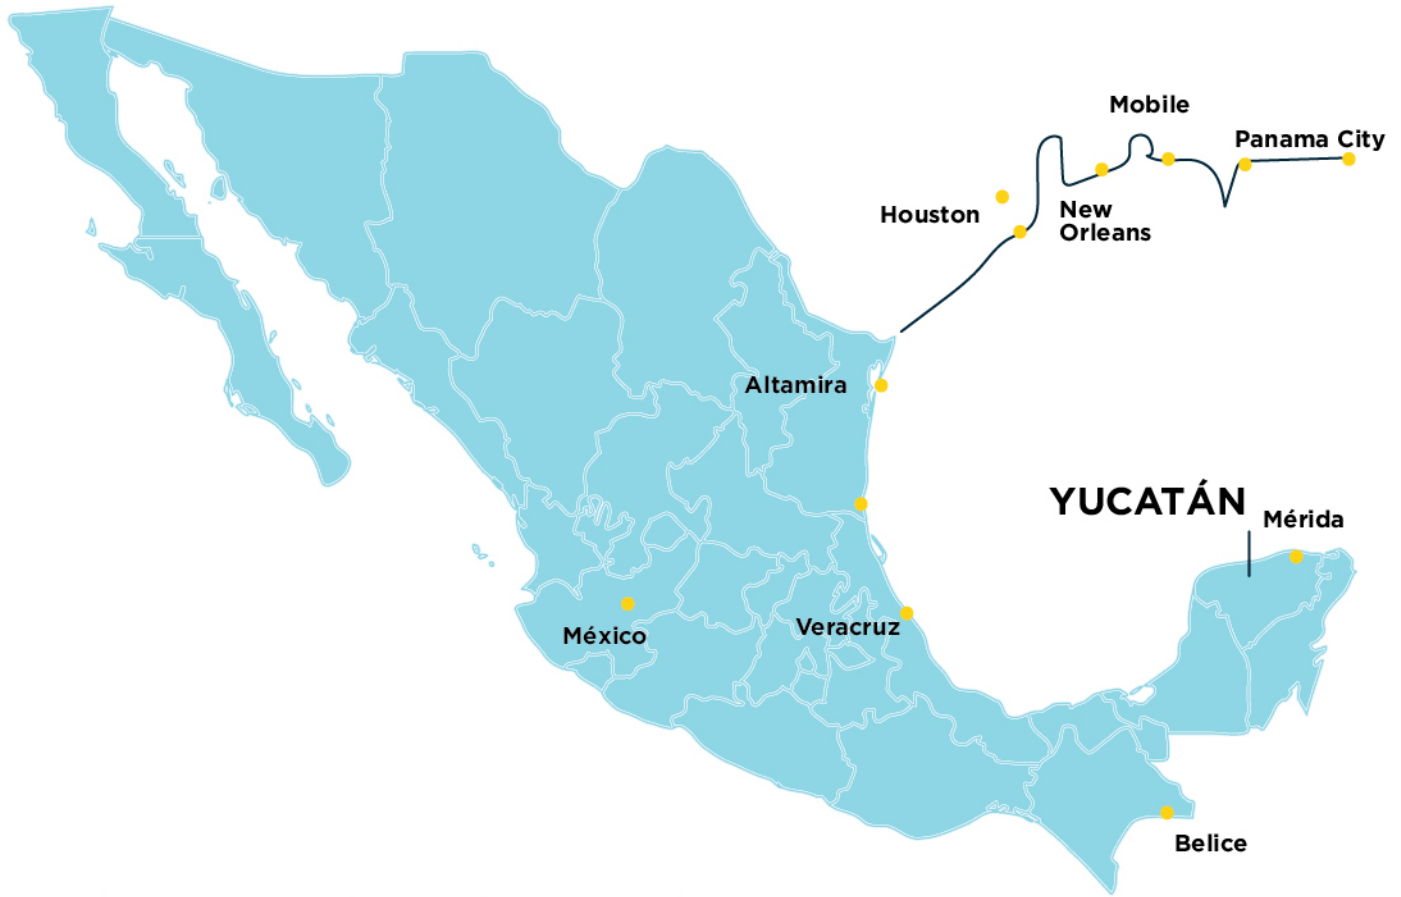 Mobile
Panama City
Houston
New
Orleans
Altamira
YUCATÁN
Mérida
México
Veracruz
Belice